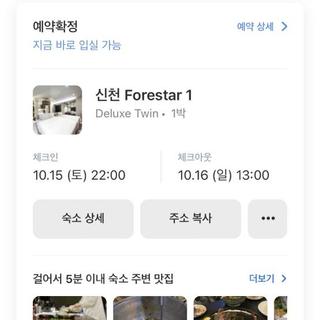 예약확정
예약 상세 >
지금 바로 입실 가능
신천 Forestar 1
Deluxe Twin • 1박
체크인
체크아웃
10.15 (토) 22:00
10.16 (일) 13:00
숙소 상세
주소 복사
•••
걸어서 5분 이내 숙소 주변 맛집
더보기 >